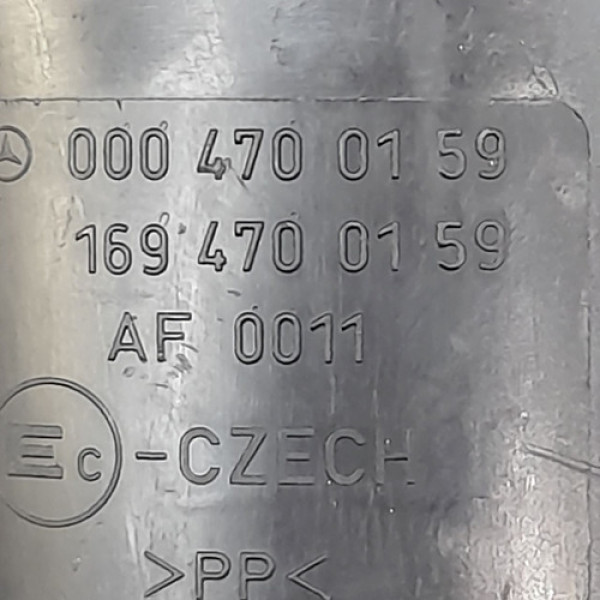 000 470 01 59
169 470 01 59
AF 0011
Ec -CZECH
>PP<